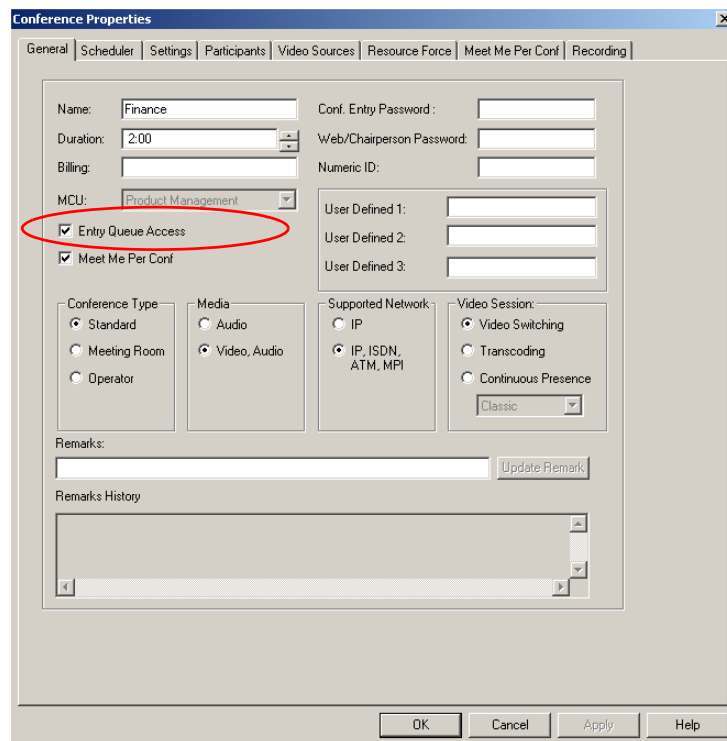 Conference Properties
General Scheduler Settings Participants Video Sources Resource Force Meet Me Per Conf Recording
Name: Finance Conf. Entry Password :
Duration: 2:00 Web/Chairperson Password:
Billing: Numeric ID:
MCU: Product Management User Defined 1:
Entry Queue Access User Defined 2:
Meet Me Per Conf User Defined 3:
Conference Type Media Supported Network Video Session:
Standard Audio IP Video Switching
Meeting Room Video, Audio IP, ISDN, Transcoding
ATM, MPI
Operator Continuous Presence
Classic
Remarks:
Update Remark
Remarks History
OK Cancel Apply Help